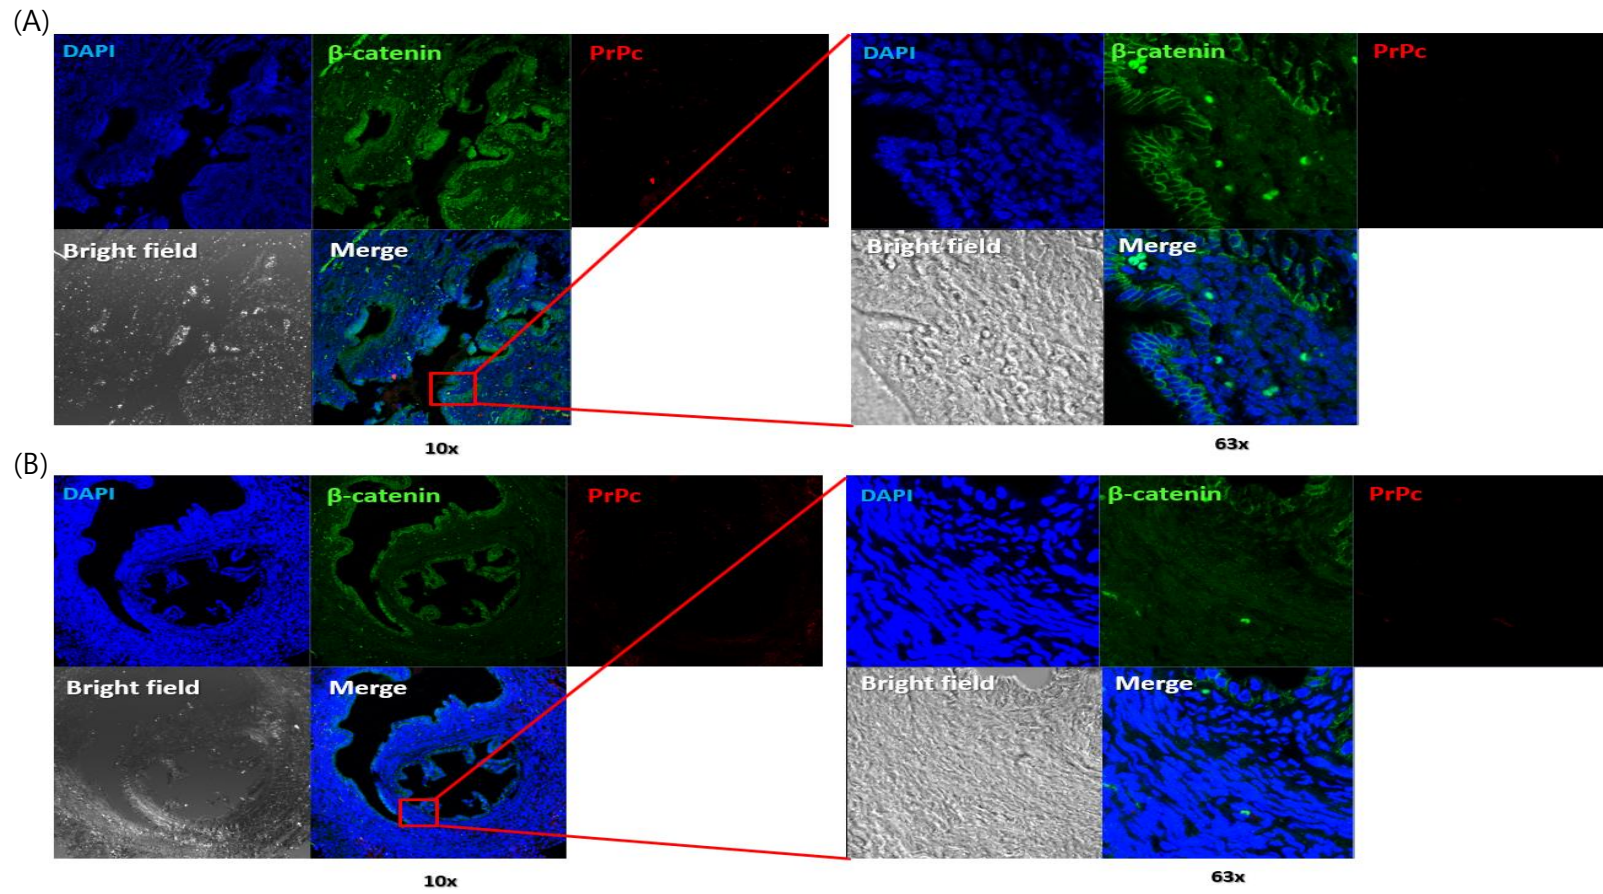 (A)
DAPI β-catenin PrPc DAPI β-catenin PrPc
Bright field Merge Bright field Merge
10x 63x
(B)
DAPI β-catenin PrPc DAPI β-catenin PrPc
Bright field Merge Bright field Merge
10x 63x